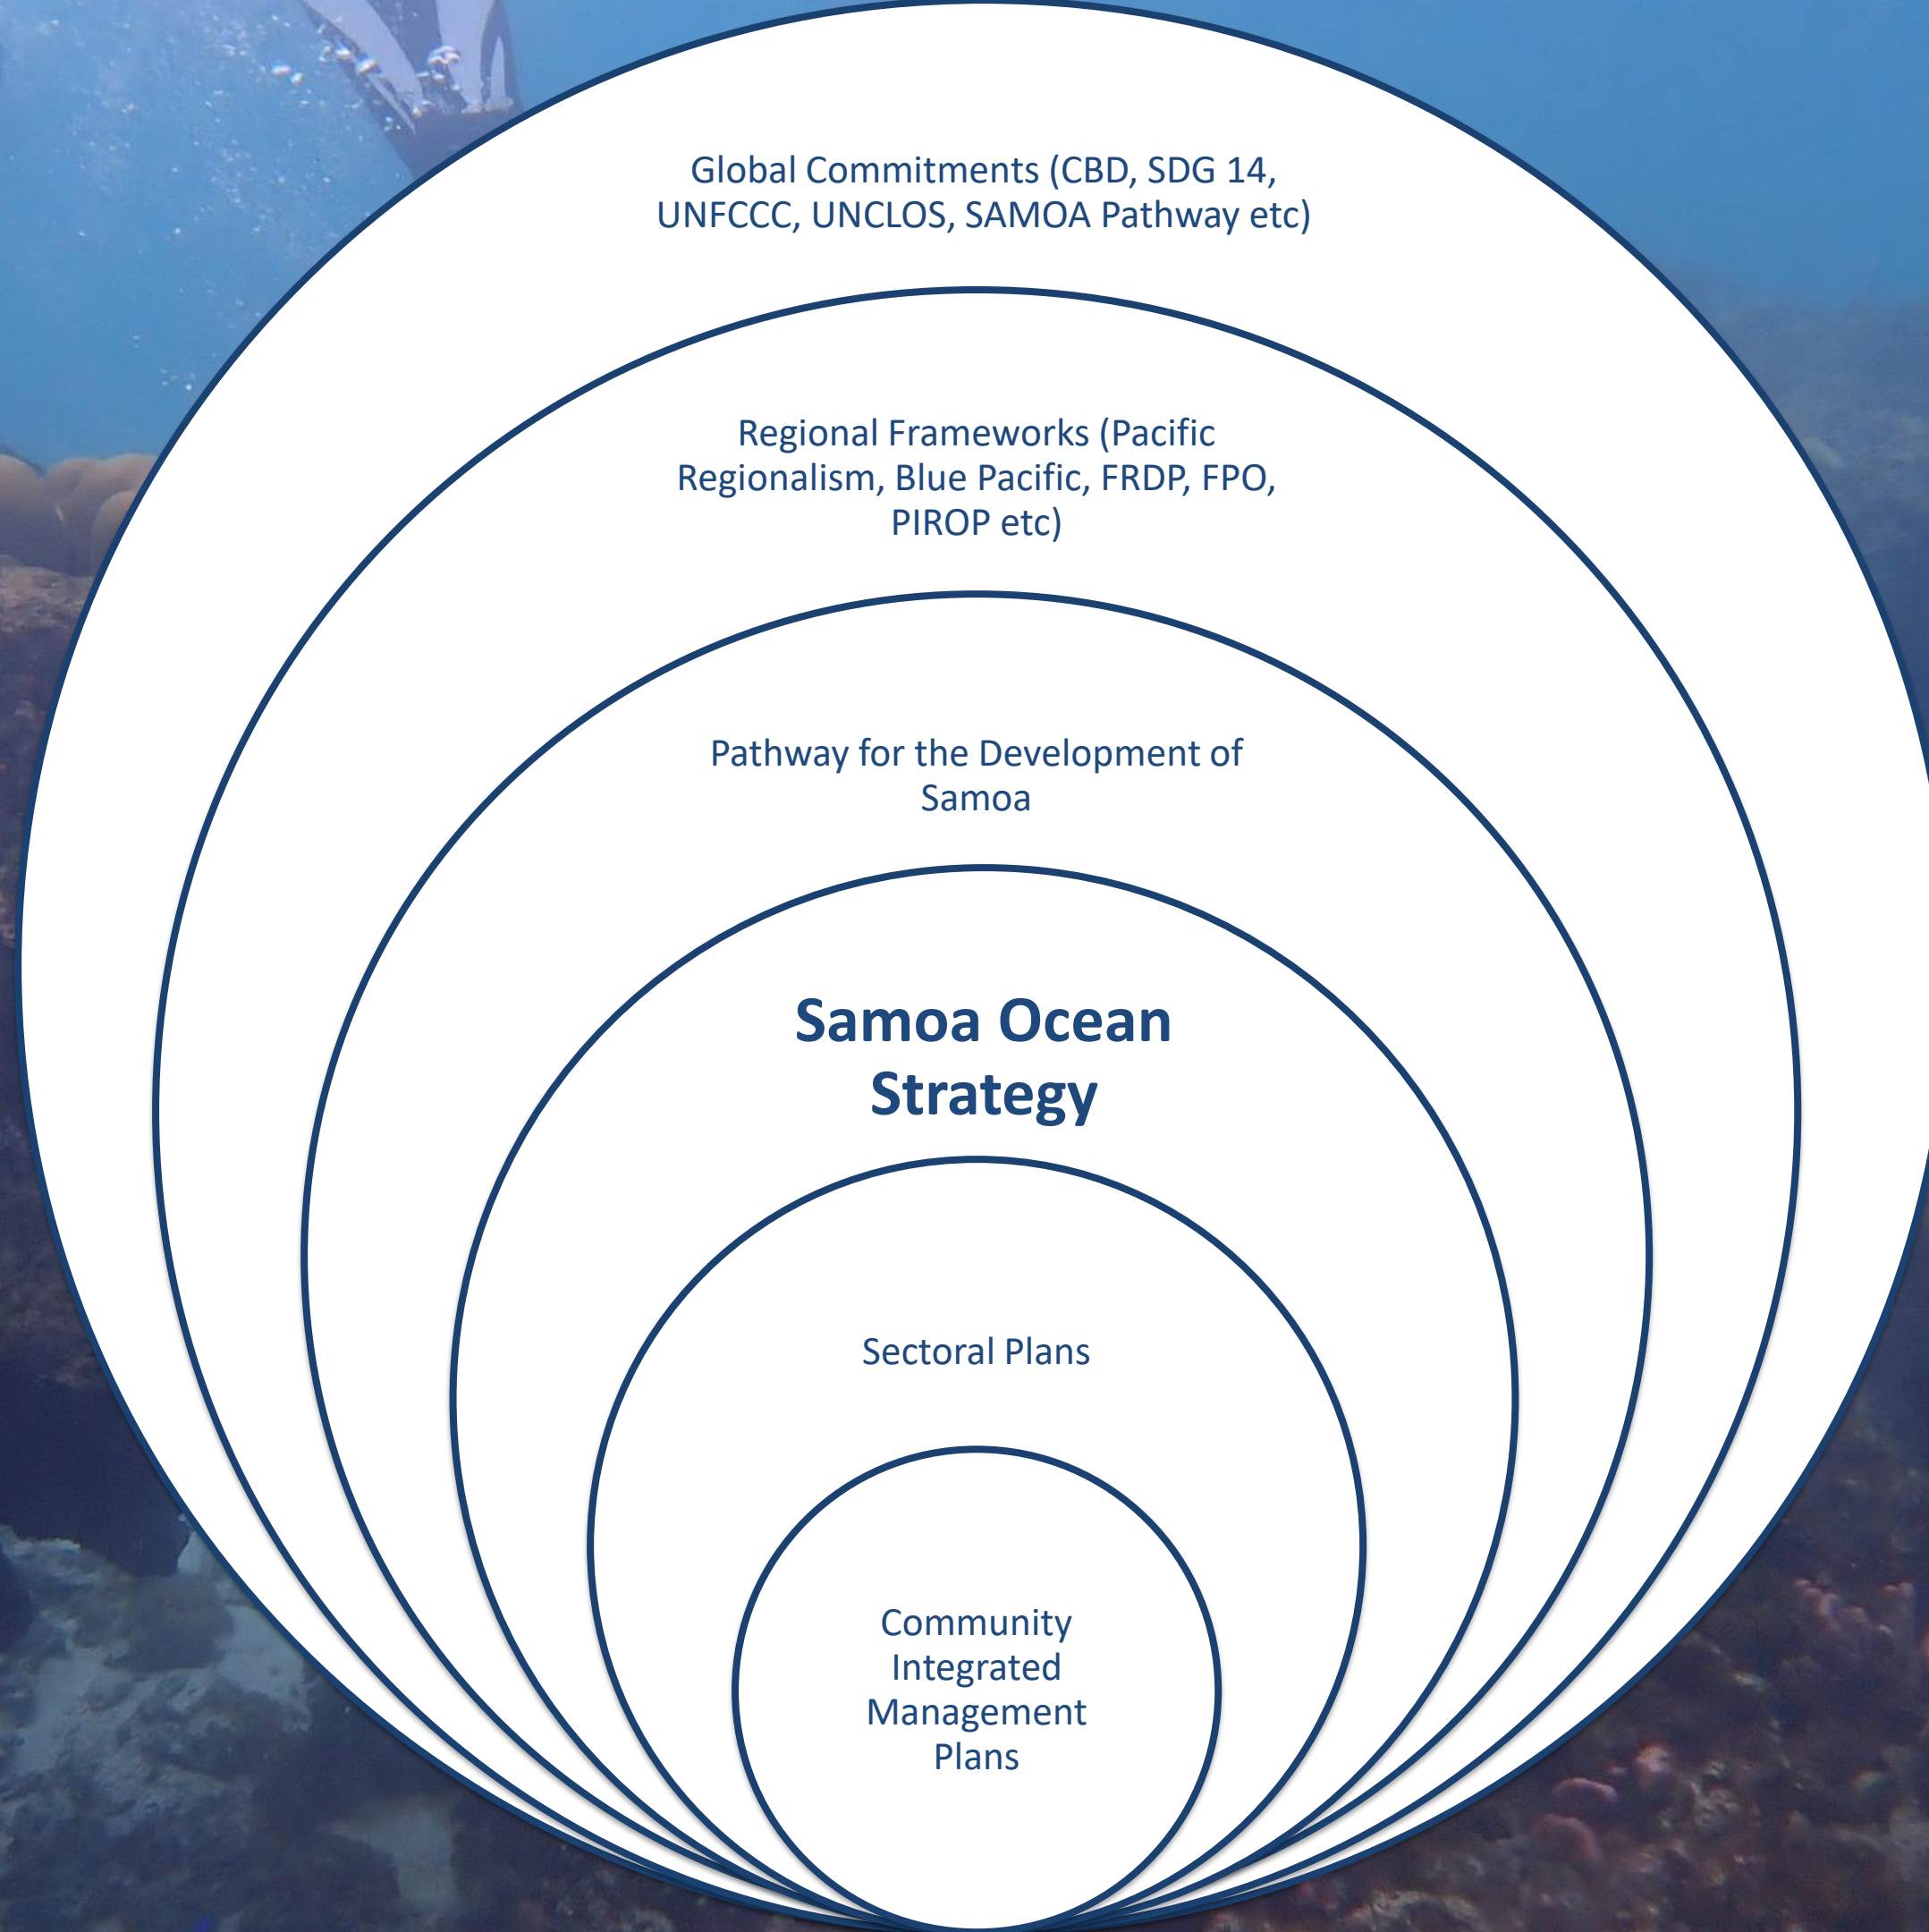 Global Commitments (CBD, SDG 14,
UNFCCC, UNCLOS, SAMOA Pathway etc)
Regional Frameworks (Pacific
Regionalism, Blue Pacific, FRDP, FPO,
PIROP etc)
Pathway for the Development of
Samoa
Samoa Ocean
Strategy
Sectoral Plans
Community
Integrated
Management
Plans